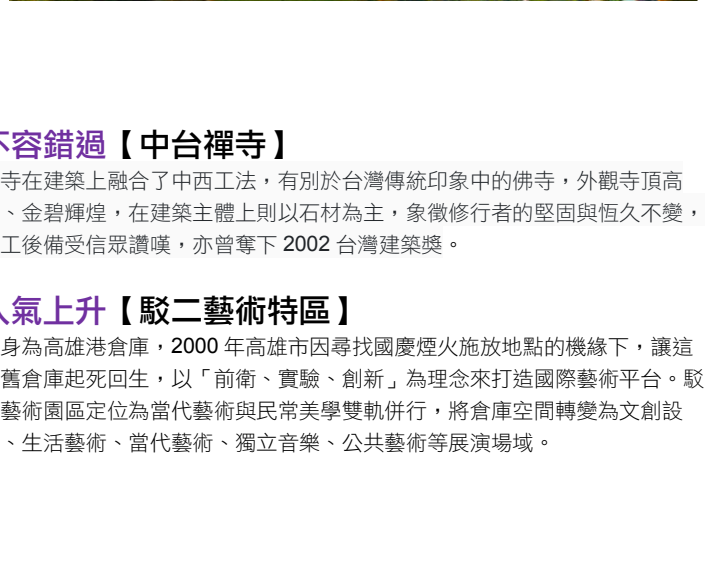 不容錯過【中台禪寺】
寺在建築上融合了中西工法，有別於台灣傳統印象中的佛寺，外觀寺頂高
、金碧輝煌，在建築主體上則以石材為主，象徵修行者的堅固與恆久不變，
工後備受信眾讚嘆，亦曾奪下 2002 台灣建築獎。
人氣上升【駁二藝術特區】
身為高雄港倉庫，2000 年高雄市因尋找國慶煙火施放地點的機緣下，讓這
舊倉庫起死回生，以「前衛、實驗、創新」為理念來打造國際藝術平台。駁
藝術園區定位為當代藝術與民常美學雙軌併行，將倉庫空間轉變為文創設
、生活藝術、當代藝術、獨立音樂、公共藝術等展演場域。